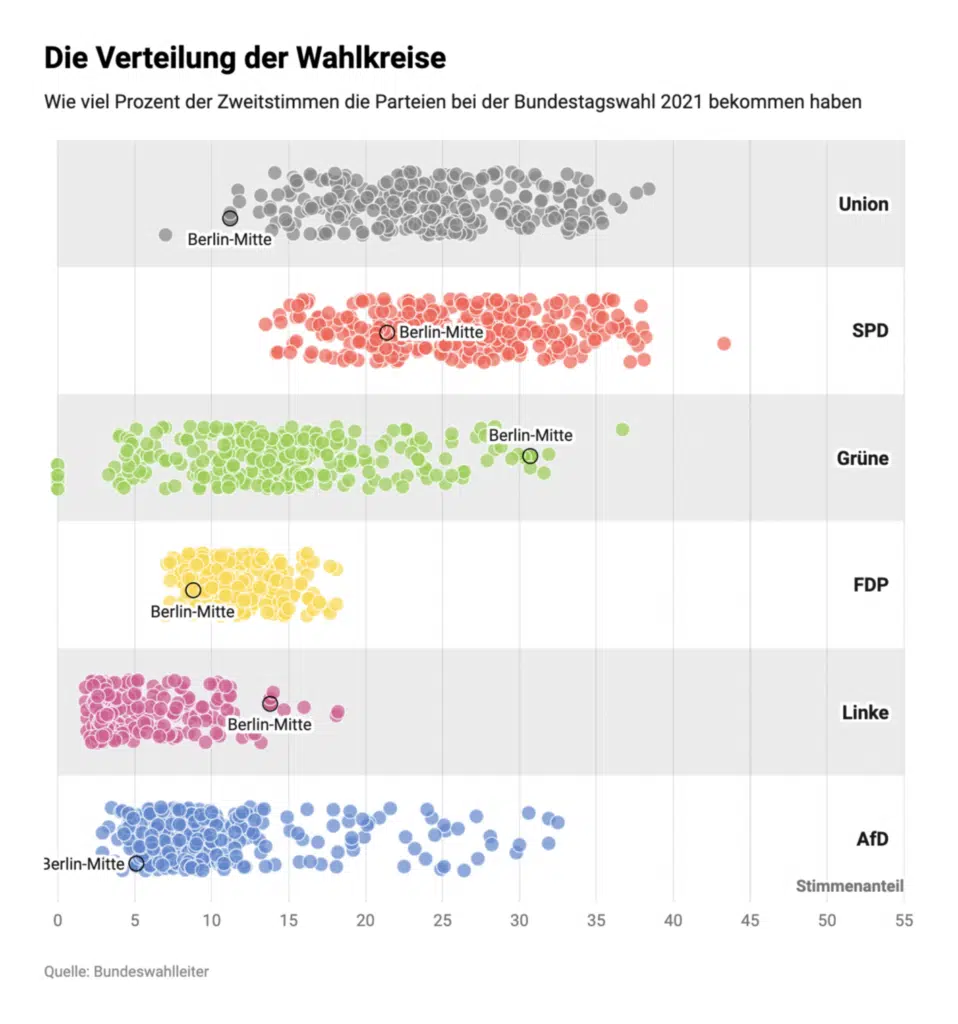 Die Verteilung der Wahlkreise
Wie viel Prozent der Zweitstimmen die Parteien bei der Bundestagswahl 2021 bekommen haben
Union
Berlin-Mitte
SPD
Berlin-Mitte
Berlin-Mitte
Grüne
FDP
Berlin-Mitte
Linke
Berlin-Mitte
AfD
Berlin-Mitte
Stimmenanteil
0 5 10 15 20 25 30 35 40 45 50 55
Quelle: Bundeswahlleiter